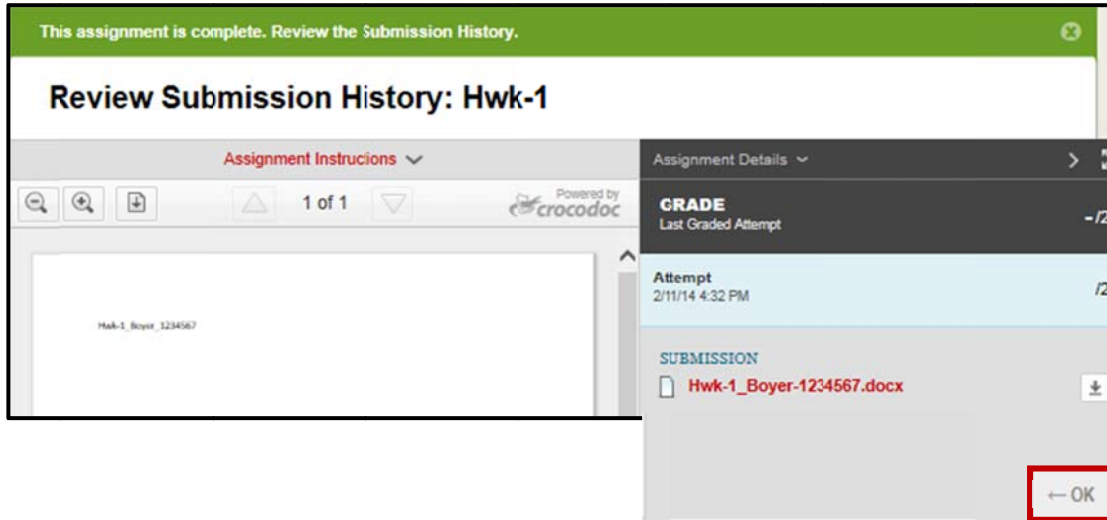 This assignment is complete. Review the Submission History.
Review Submission History: Hwk-1
Assignment Instrucions
1 of 1
Powered by
crocodoc
Hwk-1_Boyer_1234567
Assignment Details
GRADE
Last Graded Attempt
-/2
Attempt
2/11/14 4:32 PM
/2
SUBMISSION
Hwk-1_Boyer-1234567.docx
←OK